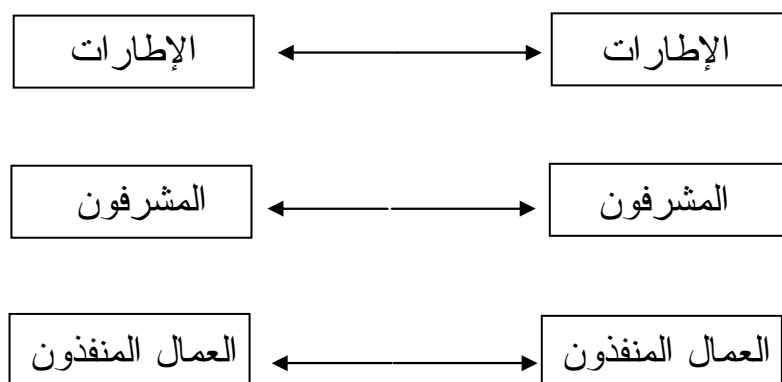 الإطارات الإطارات
المشرفون المشرفون
العمال المنفذون العمال المنفذون